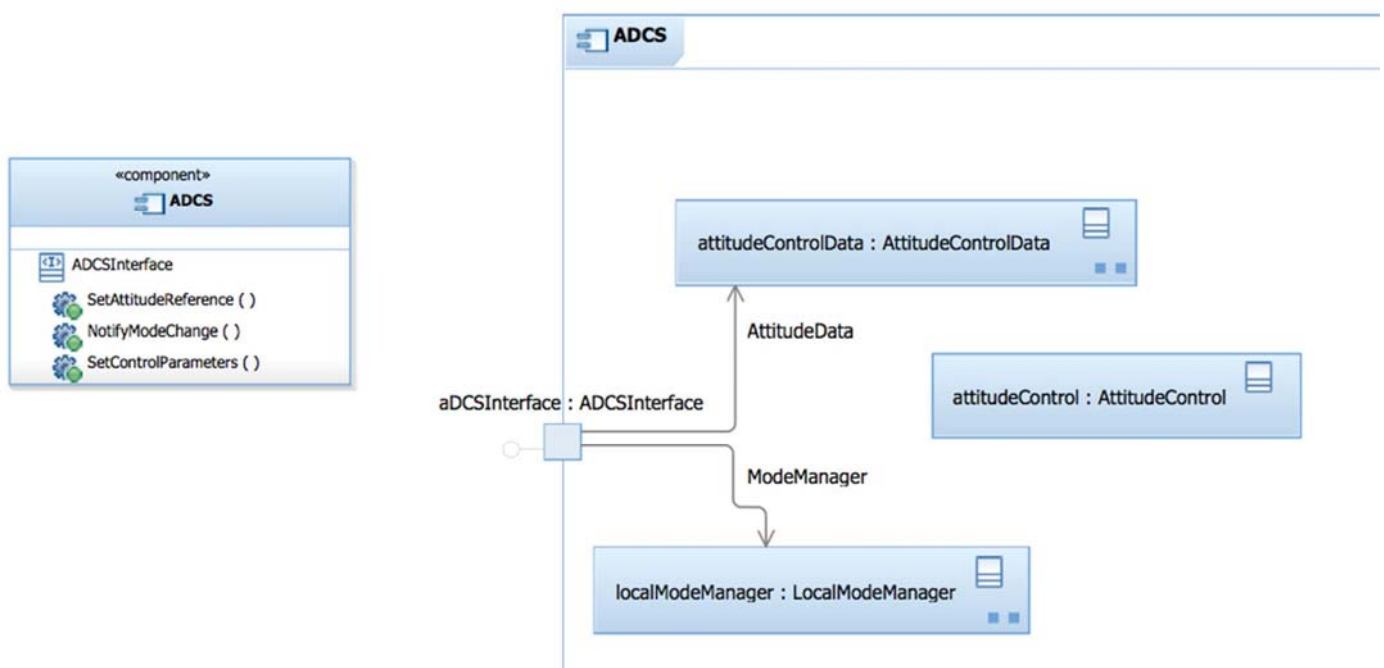 «component»
ADCS
ADCSInterface
SetAttitudeReference ( )
NotifyModeChange ( )
SetControlParameters ( )
ADCS
attitudeControlData : AttitudeControlData
AttitudeData
attitudeControl : AttitudeControl
aDCSInterface : ADCSInterface
ModeManager
localModeManager : LocalModeManager